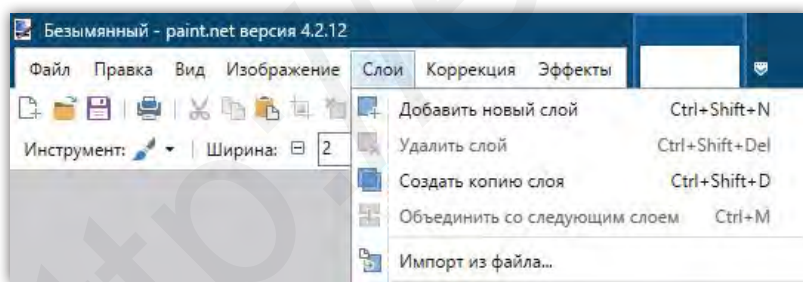 Безымянный - paint.net версия 4.2.12
Файл Правка Вид Изображение Слои Коррекция Эффекты
Инструмент: Ширина: 2
Добавить новый слой Ctrl+Shift+N
Удалить слой Ctrl+Shift+Del
Создать копию слоя Ctrl+Shift+D
Объединить со следующим слоем Ctrl+M
Импорт из файла...